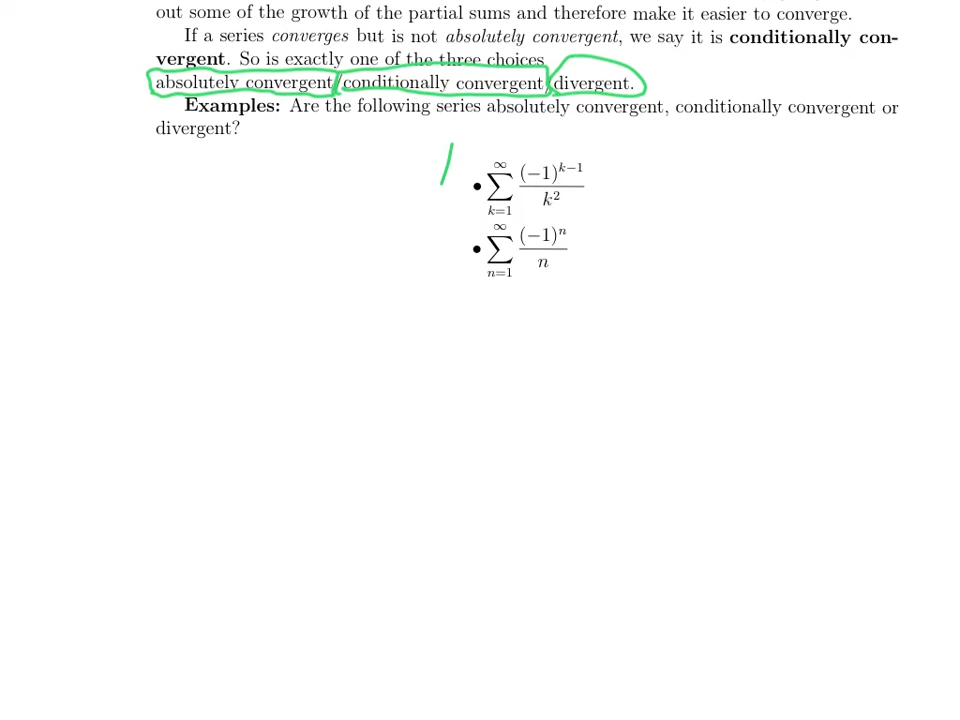 out some of the growth of the partial sums and therefore make it easier to converge.
If a series converges but is not absolutely convergent, we say it is conditionally con-
vergent. So is exactly one of the three choices
absolutely convergent/conditionally convergent/divergent.
Examples: Are the following series absolutely convergent, conditionally convergent or
divergent?
• ∑_{k=1}^{∞} (−1)^{k−1} / k^2
• ∑_{n=1}^{∞} (−1)^n / n